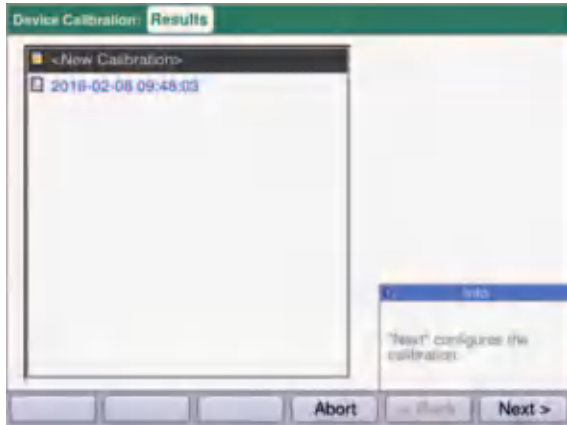 Device Calibration: Results
<New Calibration>
2016-02-08 09:48:03
Info
"Next" configures the
calibration.
Abort
< Back
Next >